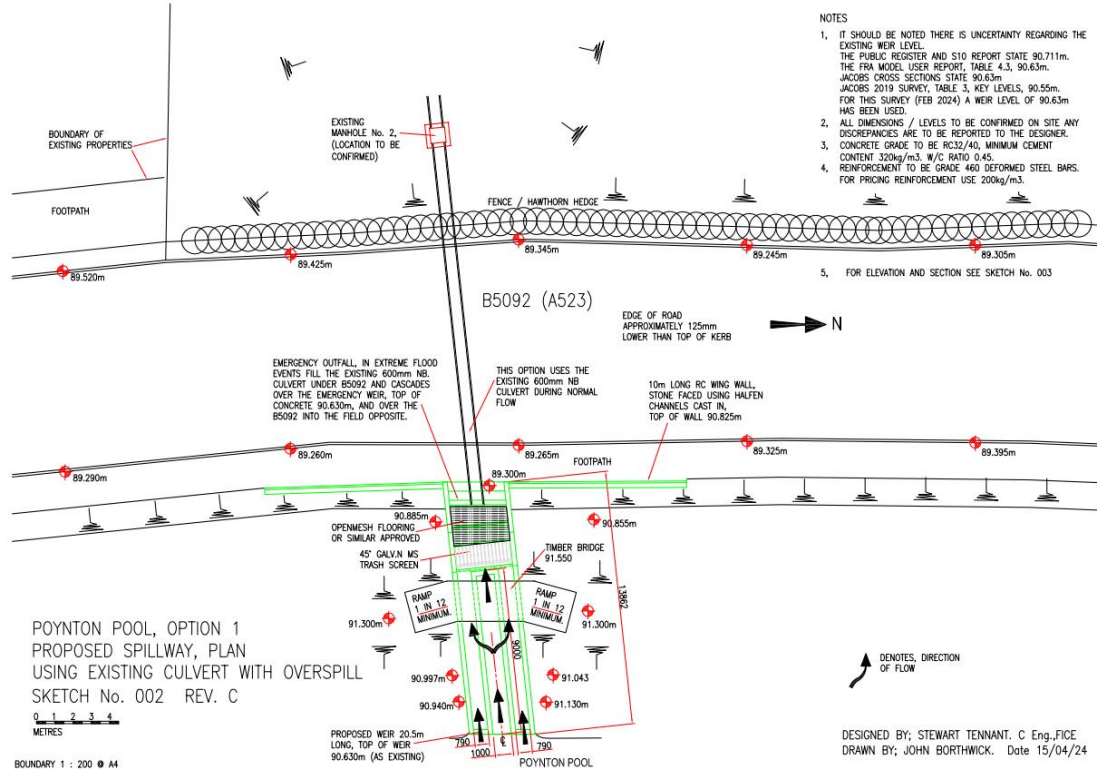 NOTES
1, IT SHOULD BE NOTED THERE IS UNCERTAINTY REGARDING THE
EXISTING WEIR LEVEL.
THE PUBLIC REGISTER AND S10 REPORT STATE 90.711m.
THE FRA MODEL USER REPORT, TABLE 4.3, 90.63m.
JACOBS CROSS SECTIONS STATE 90.63m
JACOBS 2019 SURVEY, TABLE 3, KEY LEVELS, 90.55m.
FOR THIS SURVEY (FEB 2024) A WEIR LEVEL OF 90.63m
HAS BEEN USED.
2, ALL DIMENSIONS / LEVELS TO BE CONFIRMED ON SITE ANY
DISCREPANCIES ARE TO BE REPORTED TO THE DESIGNER.
3, CONCRETE GRADE TO BE RC32/40, MINIMUM CEMENT
CONTENT 320kg/m3. W/C RATIO 0.45.
4, REINFORCEMENT TO BE GRADE 460 DEFORMED STEEL BARS.
FOR PRICING REINFORCEMENT USE 200kg/m3.
5, FOR ELEVATION AND SECTION SEE SKETCH No. 003
BOUNDARY OF
EXISTING PROPERTIES
EXISTING
MANHOLE No. 2,
(LOCATION TO BE
CONFIRMED)
FOOTPATH
FENCE / HAWTHORN HEDGE
89.520m
89.425m
89.345m
89.245m
89.305m
B5092 (A523)
EDGE OF ROAD
APPROXIMATELY 125mm
LOWER THAN TOP OF KERB
N
EMERGENCY OUTFALL, IN EXTREME FLOOD
EVENTS FILL THE EXISTING 600mm NB.
CULVERT UNDER B5092 AND CASCADES
OVER THE EMERGENCY WEIR, TOP OF
CONCRETE 90.630m, AND OVER THE
B5092 INTO THE FIELD OPPOSITE.
THIS OPTION USES THE
EXISTING 600mm NB
CULVERT DURING NORMAL
FLOW
10m LONG RC WING WALL,
STONE FACED USING HALFEN
CHANNELS CAST IN,
TOP OF WALL 90.825m
89.290m
89.260m
89.265m
89.325m
89.395m
FOOTPATH
89.300m
90.885m
90.855m
OPENMESH FLOORING
OR SIMILAR APPROVED
45° GALV.N MS
TRASH SCREEN
TIMBER BRIDGE
91.550
RAMP
1 IN 12
MINIMUM.
RAMP
1 IN 12
MINIMUM.
13862
9000
91.300m
91.300m
90.997m
91.043
90.940m
91.130m
POYNTON POOL, OPTION 1
PROPOSED SPILLWAY, PLAN
USING EXISTING CULVERT WITH OVERSPILL
SKETCH No. 002 REV. C
0 1 2 3 4
METRES
BOUNDARY 1 : 200 @ A4
PROPOSED WEIR 20.5m
LONG, TOP OF WEIR
90.630m (AS EXISTING)
790
1000
790
POYNTON POOL
DENOTES, DIRECTION
OF FLOW
DESIGNED BY; STEWART TENNANT. C Eng.,FICE
DRAWN BY; JOHN BORTHWICK. Date 15/04/24